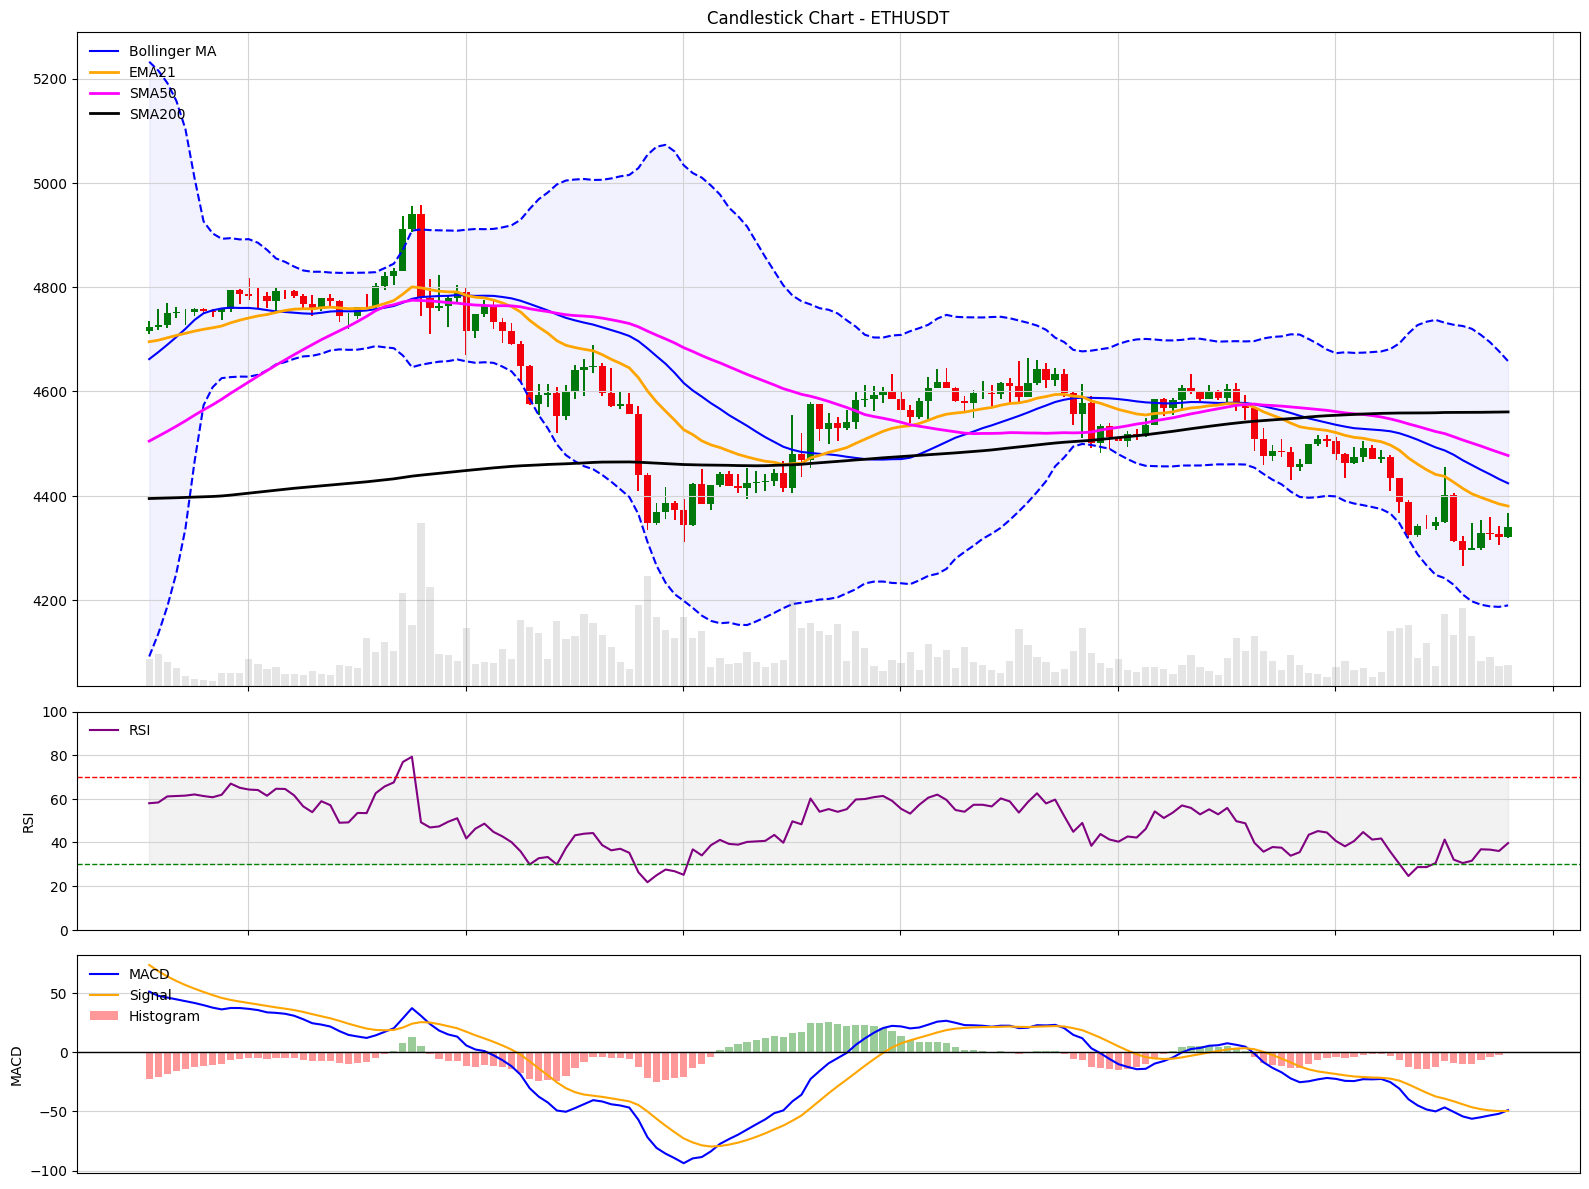 Candlestick Chart - ETHUSDT
Bollinger MA
EMA21
SMA50
SMA200
5200
5000
4800
4600
4400
4200
RSI
100
80
60
40
20
0
RSI
MACD
Signal
Histogram
50
0
−50
−100
MACD